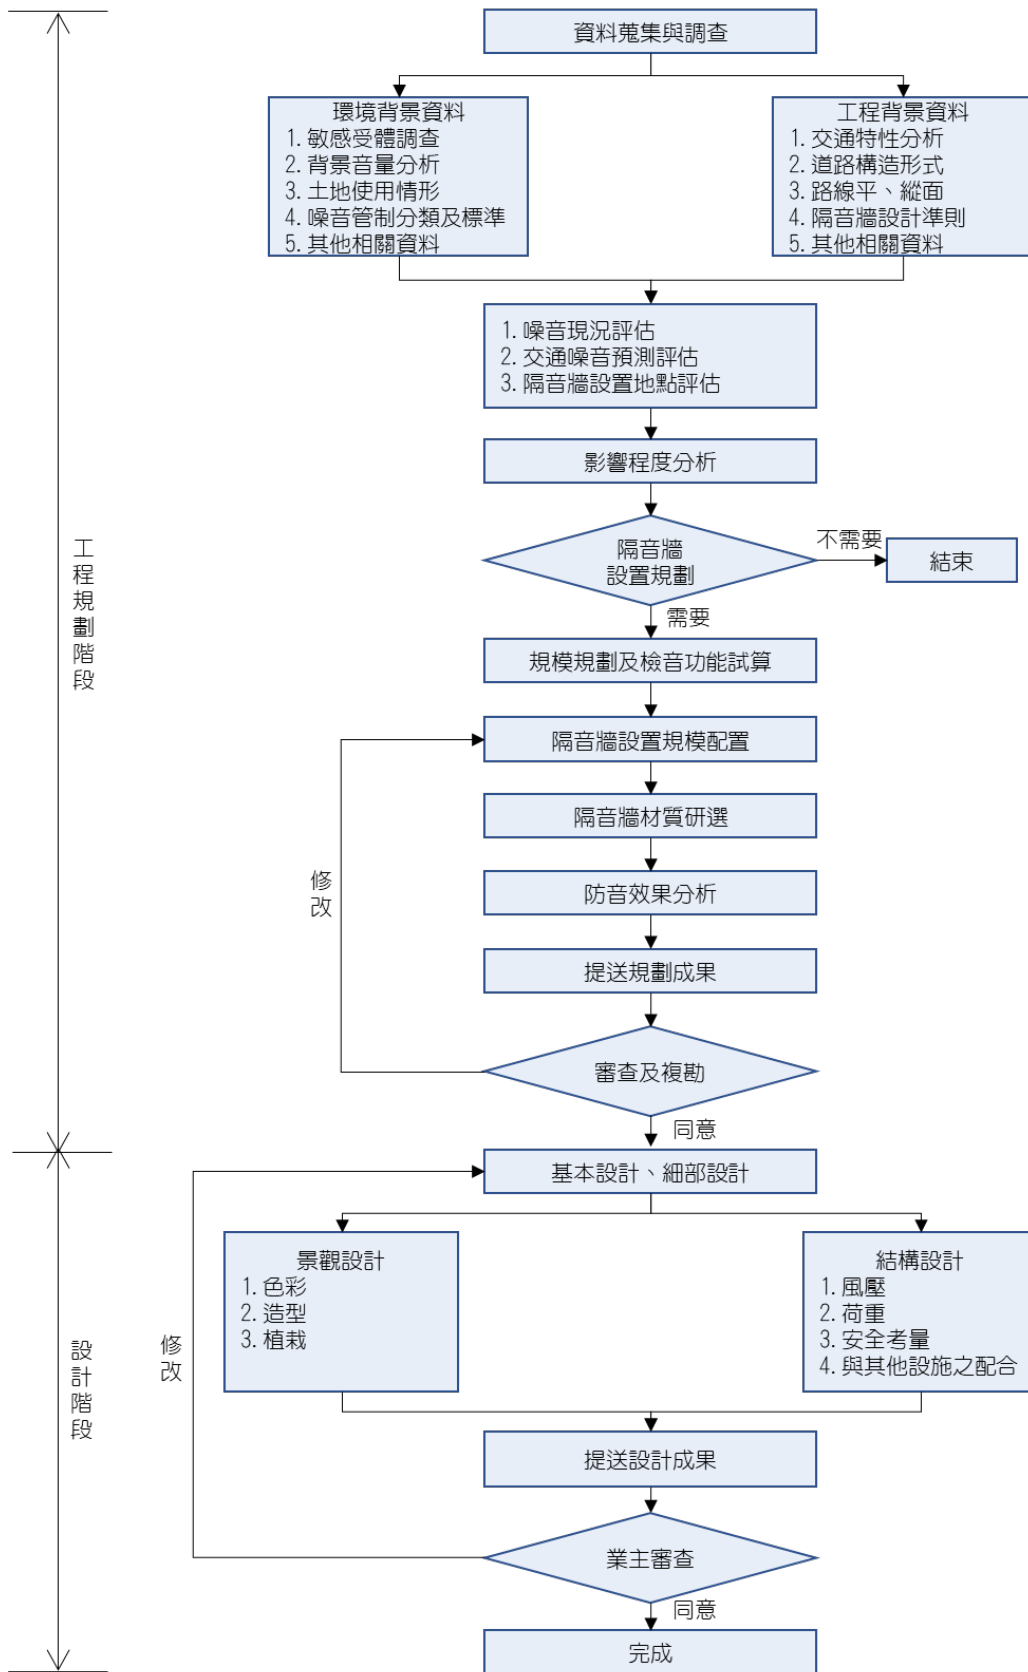 資料蒐集與調查
環境背景資料
1. 敏感受體調查
2. 背景音量分析
3. 土地使用情形
4. 噪音管制分類及標準
5. 其他相關資料
工程背景資料
1. 交通特性分析
2. 道路構造形式
3. 路線平、縱面
4. 隔音牆設計準則
5. 其他相關資料
1. 噪音現況評估
2. 交通噪音預測評估
3. 隔音牆設置地點評估
影響程度分析
隔音牆
設置規劃
不需要
結束
需要
規模規劃及檢音功能試算
隔音牆設置規模配置
隔音牆材質研選
防音效果分析
提送規劃成果
審查及複勘
修改
同意
工程規劃階段
基本設計、細部設計
景觀設計
1. 色彩
2. 造型
3. 植栽
結構設計
1. 風壓
2. 荷重
3. 安全考量
4. 與其他設施之配合
提送設計成果
業主審查
修改
同意
完成
設計階段